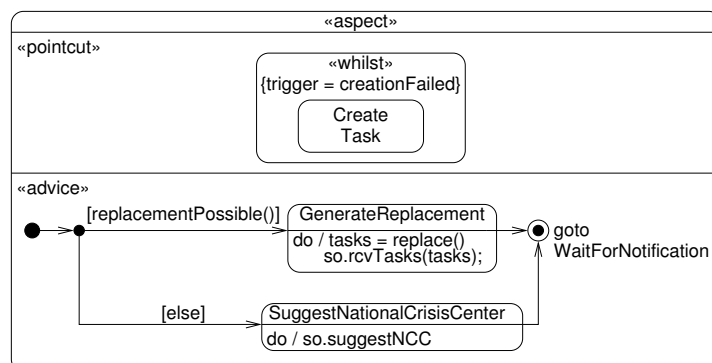 «aspect»
«pointcut»
«whilst»
{trigger = creationFailed}
Create
Task
«advice»
[replacementPossible()]
GenerateReplacement
do / tasks = replace()
so.rcvTasks(tasks);
goto
WaitForNotification
[else]
SuggestNationalCrisisCenter
do / so.suggestNCC